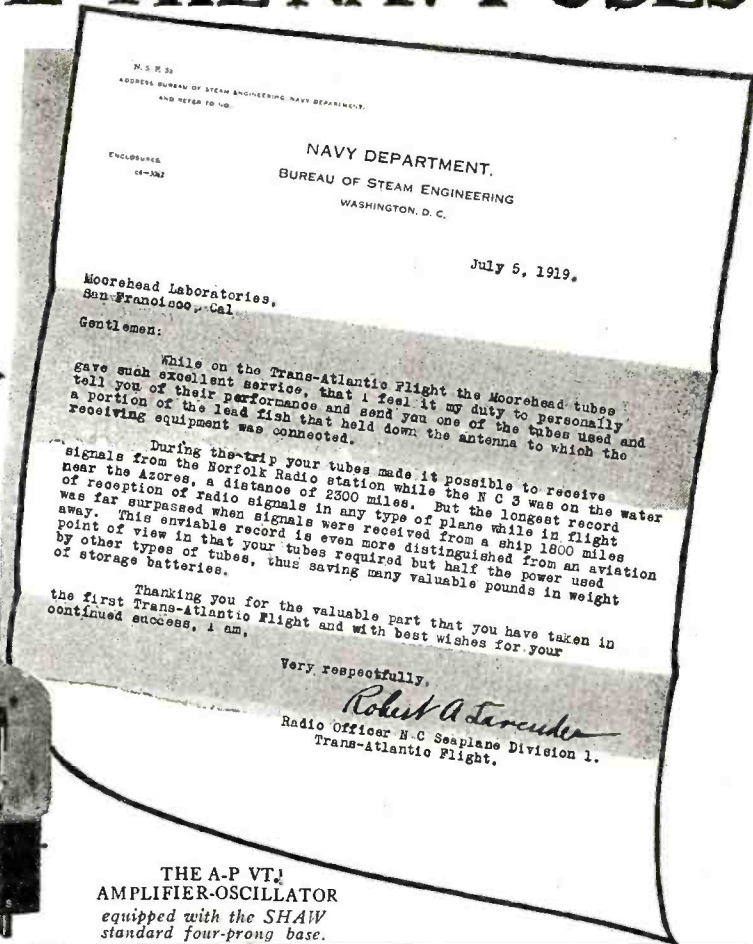 THE NAVY USES
ADDRESS BUREAU OF STEAM ENGINEERING NAVY DEPARTMENT,
AND REFER TO NO.
ENCLOSURES
NAVY DEPARTMENT,
BUREAU OF STEAM ENGINEERING
WASHINGTON, D. C.
July 5, 1919.
Moorehead Laboratories,
San Francisco, Cal
Gentlemen:
While on the Trans-Atlantic Flight the Moorehead tubes
gave such excellent service, that I feel it my duty to personally
tell you of their performance and send you one of the tubes used and
a portion of the lead fish that held down the antenna to which the
receiving equipment was connected.
During the trip your tubes made it possible to receive
signals from the Norfolk Radio station while the N C 3 was on the water
near the Azores, a distance of 2300 miles. But the longest record
of reception of radio signals in any type of plane while in flight
was far surpassed when signals were received from a ship 1800 miles
away. This enviable record is even more distinguished from an aviation
point of view in that your tubes required but half the power used
by other types of tubes, thus saving many valuable pounds in weight
of storage batteries.
Thanking you for the valuable part that you have taken in
the first Trans-Atlantic Flight and with best wishes for your
continued success, I am,
Very respectfully,
Robert A Lavender
Radio Officer N.C Seaplane Division 1.
Trans-Atlantic Flight.
THE A-P VT.1
AMPLIFIER-OSCILLATOR
equipped with the SHAW
standard four-prong base.